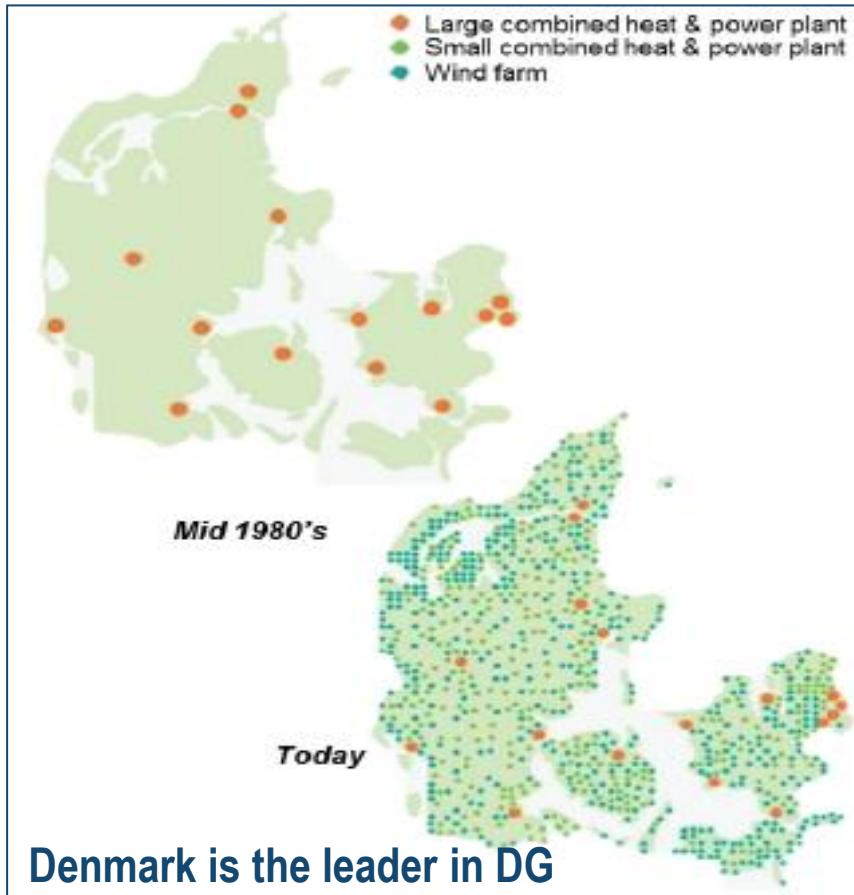 Large combined heat & power plant
Small combined heat & power plant
Wind farm
Mid 1980's
Today
Denmark is the leader in DG